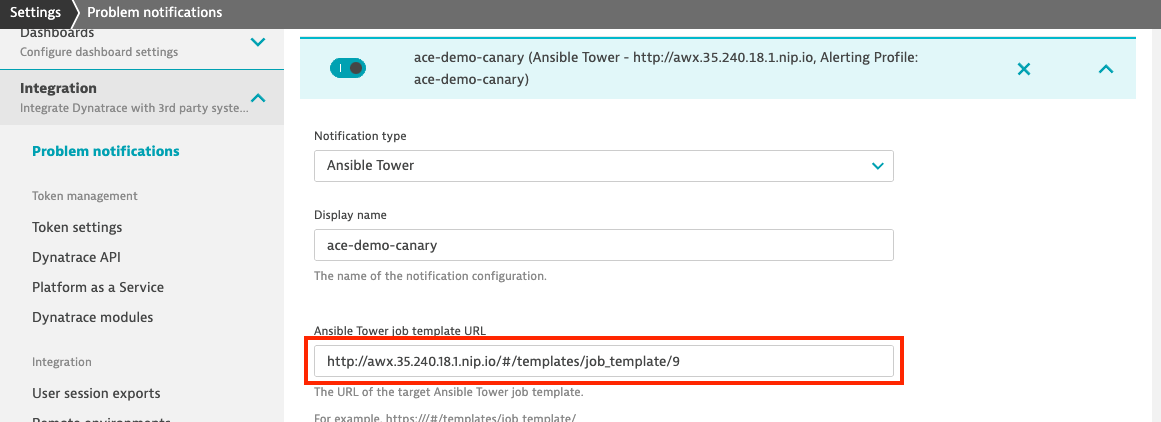 Settings
Problem notifications
Dashboards
Configure dashboard settings
Integration
Integrate Dynatrace with 3rd party syste...
Problem notifications
Token management
Token settings
Dynatrace API
Platform as a Service
Dynatrace modules
Integration
User session exports
Remote environments
ace-demo-canary (Ansible Tower - http://awx.35.240.18.1.nip.io, Alerting Profile:
ace-demo-canary)
Notification type
Ansible Tower
Display name
ace-demo-canary
The name of the notification configuration.
Ansible Tower job template URL
http://awx.35.240.18.1.nip.io/#/templates/job_template/9
The URL of the target Ansible Tower job template.
For example, https:///#/templates/job_template/